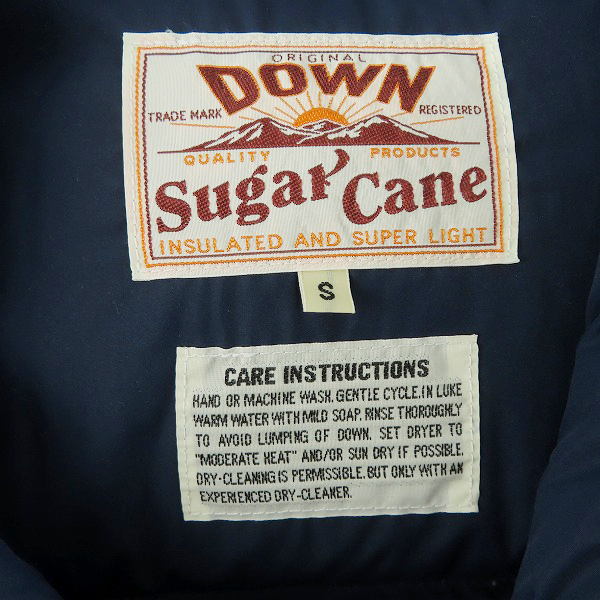 ORIGINAL
DOWN
TRADE MARK REGISTERED
QUALITY PRODUCTS
Sugar Cane
INSULATED AND SUPER LIGHT
S
CARE INSTRUCTIONS
HAND OR MACHINE WASH. GENTLE CYCLE. IN LUKE
WARM WATER WITH MILD SOAP. RINSE THOROUGHLY
TO AVOID LUMPING OF DOWN. SET DRYER TO
"MODERATE HEAT" AND/OR SUN DRY IF POSSIBLE.
DRY-CLEANING IS PERMISSIBLE. BUT ONLY WITH AN
EXPERIENCED DRY-CLEANER.